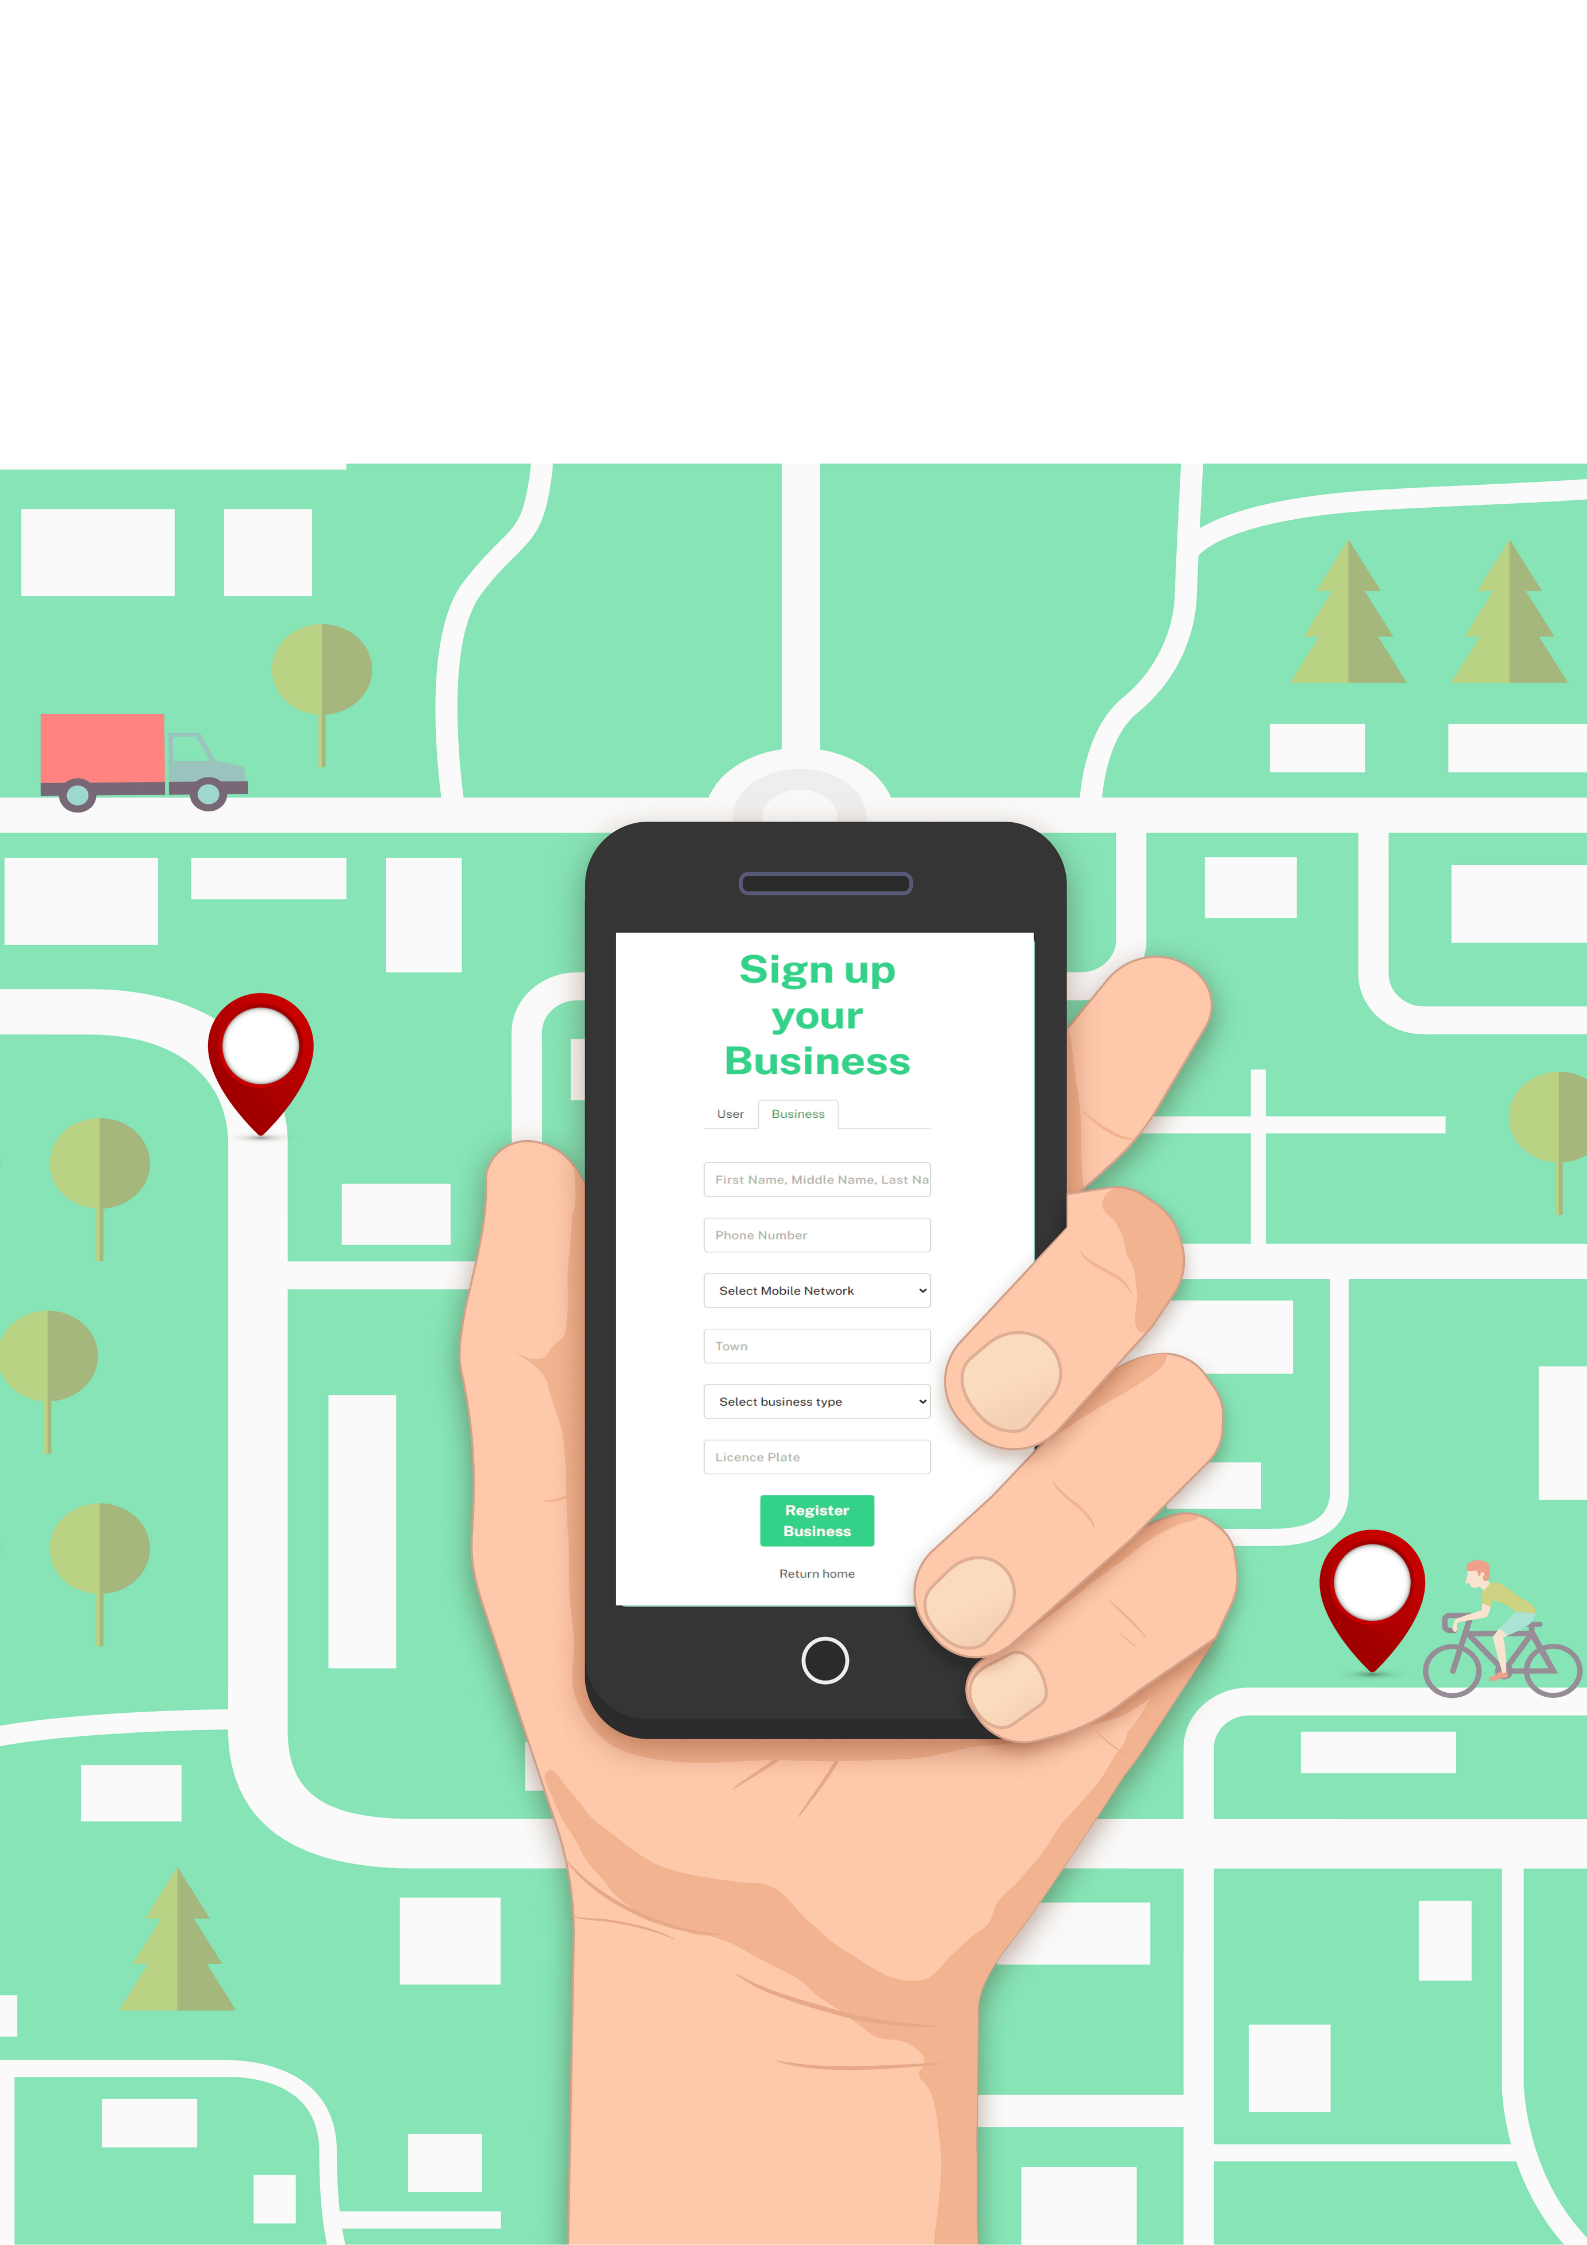 Sign up
your
Business
User Business
First Name, Middle Name, Last Na
Phone Number
Select Mobile Network
Town
Select business type
Licence Plate
Register
Business
Return home